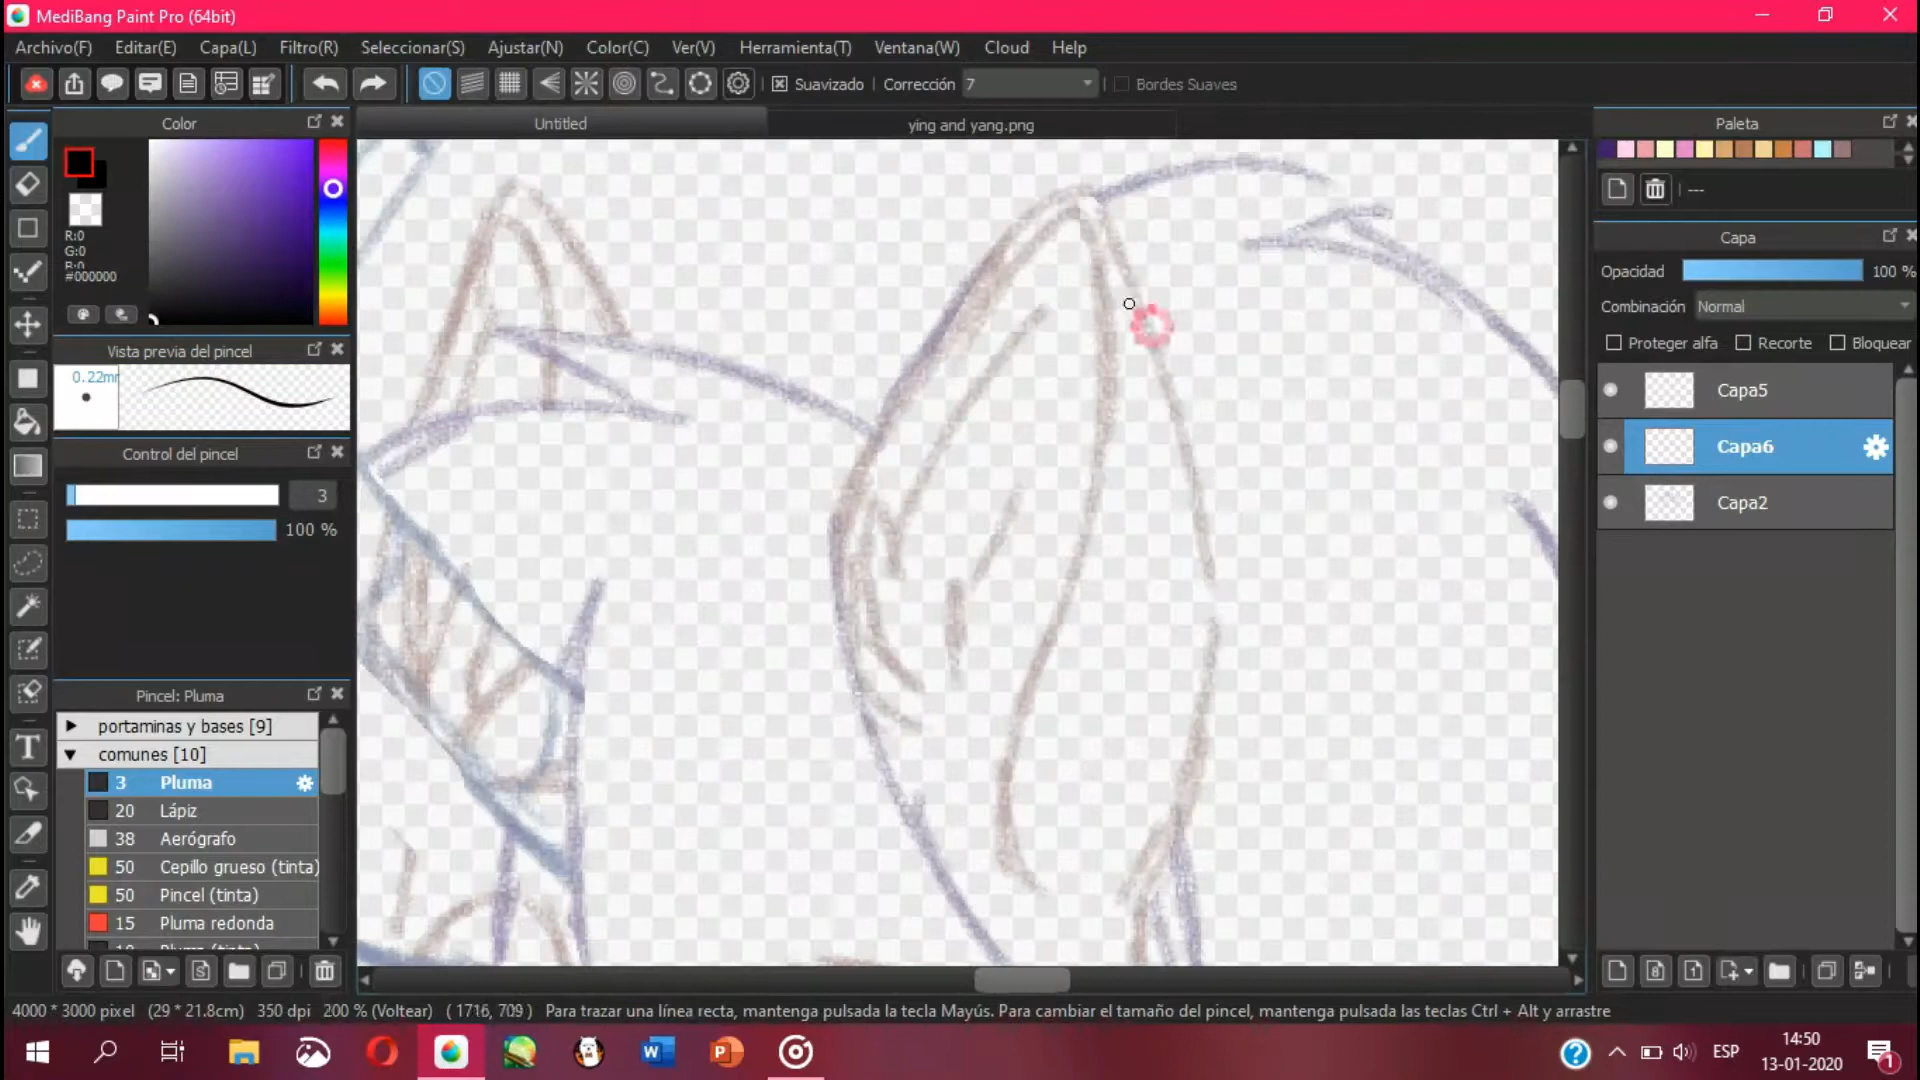 MediBang Paint Pro (64bit)
Archivo(F) Editar(E) Capa(L) Filtro(R) Seleccionar(S) Ajustar(N) Color(C) Ver(V) Herramienta(T) Ventana(W) Cloud Help
Suavizado Corrección 7 Bordes Suaves
Color
Untitled
ying and yang.png
Paleta
R:0
G:0
B:0
#000000
---
Capa
Opacidad 100 %
Combinación Normal
Proteger alfa Recorte Bloquear
Vista previa del pincel
0.22mm
Capa5
Capa6
Capa2
Control del pincel
3
100 %
Pincel: Pluma
portaminas y bases [9]
comunes [10]
3 Pluma
20 Lápiz
38 Aerógrafo
50 Cepillo grueso (tinta)
50 Pincel (tinta)
15 Pluma redonda
4000 * 3000 pixel (29 * 21.8cm) 350 dpi 200 % (Voltear) ( 1716, 709 ) Para trazar una línea recta, mantenga pulsada la tecla Mayús. Para cambiar el tamaño del pincel, mantenga pulsada las teclas Ctrl + Alt y arrastre
ESP
14:50
13-01-2020
1